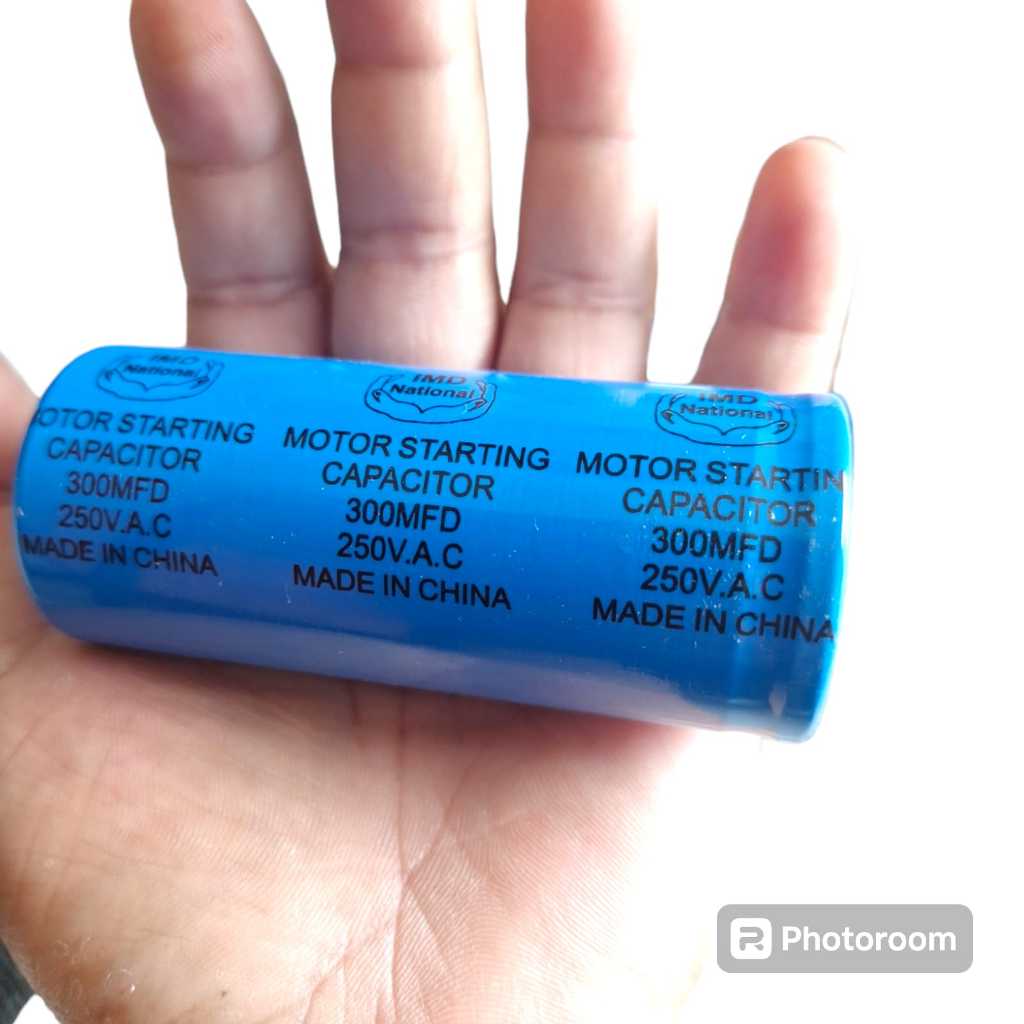 IMD
National
OTOR STARTING
CAPACITOR
300MFD
250V.A.C
MADE IN CHINA
IMD
National
MOTOR STARTING
CAPACITOR
300MFD
250V.A.C
MADE IN CHINA
IMD
National
MOTOR STARTIN
CAPACITOR
300MFD
250V.A.C
MADE IN CHINA
Photoroom